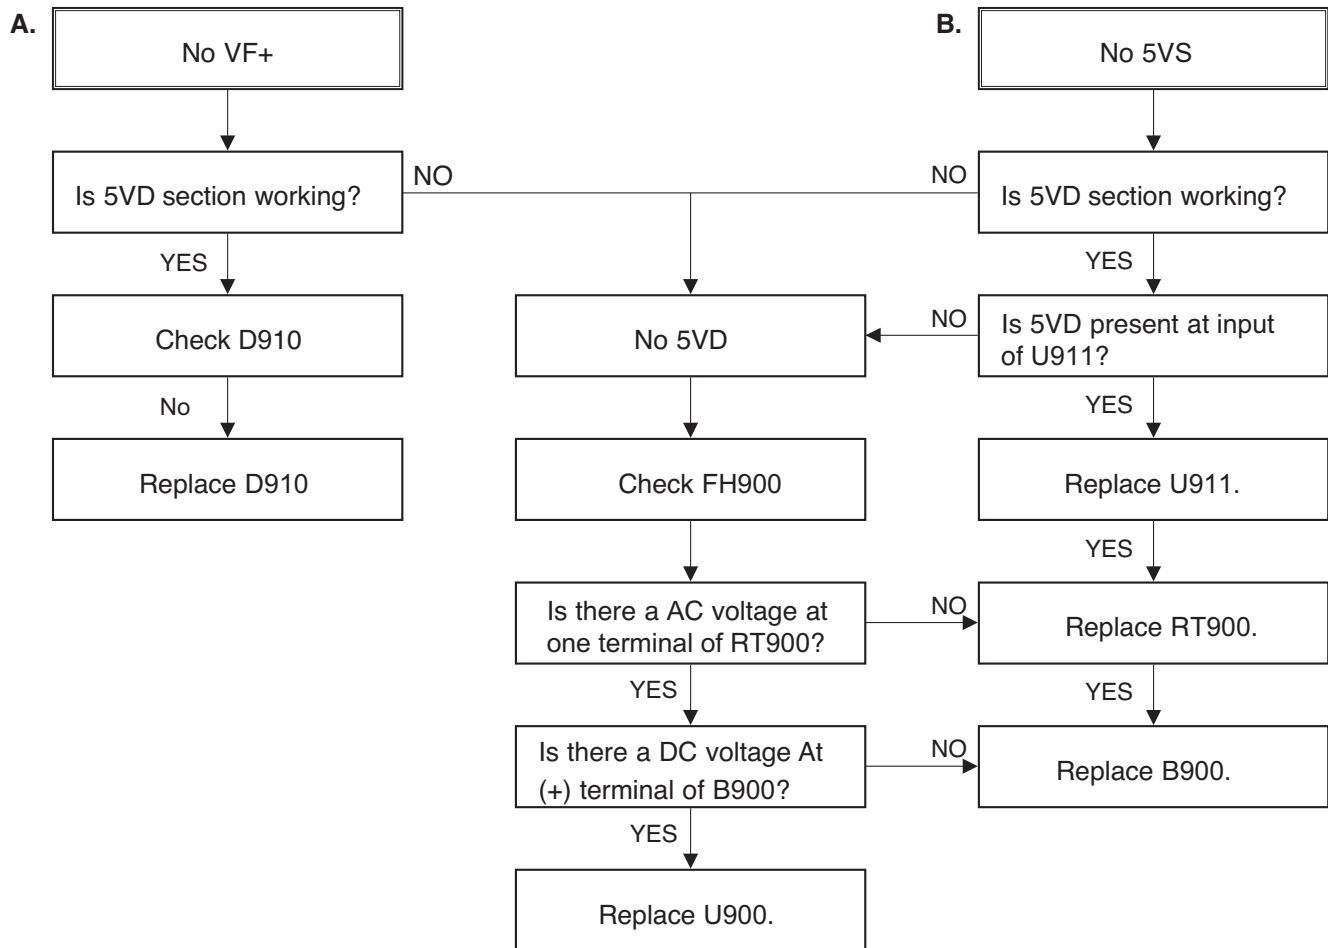 A.
No VF+
B.
No 5VS
Is 5VD section working?
NO
NO
Is 5VD section working?
YES
YES
Check D910
No 5VD
NO
Is 5VD present at input
of U911?
No
YES
Replace D910
Check FH900
Replace U911.
YES
Is there a AC voltage at
one terminal of RT900?
NO
Replace RT900.
YES
YES
Is there a DC voltage At
(+) terminal of B900?
NO
Replace B900.
YES
Replace U900.